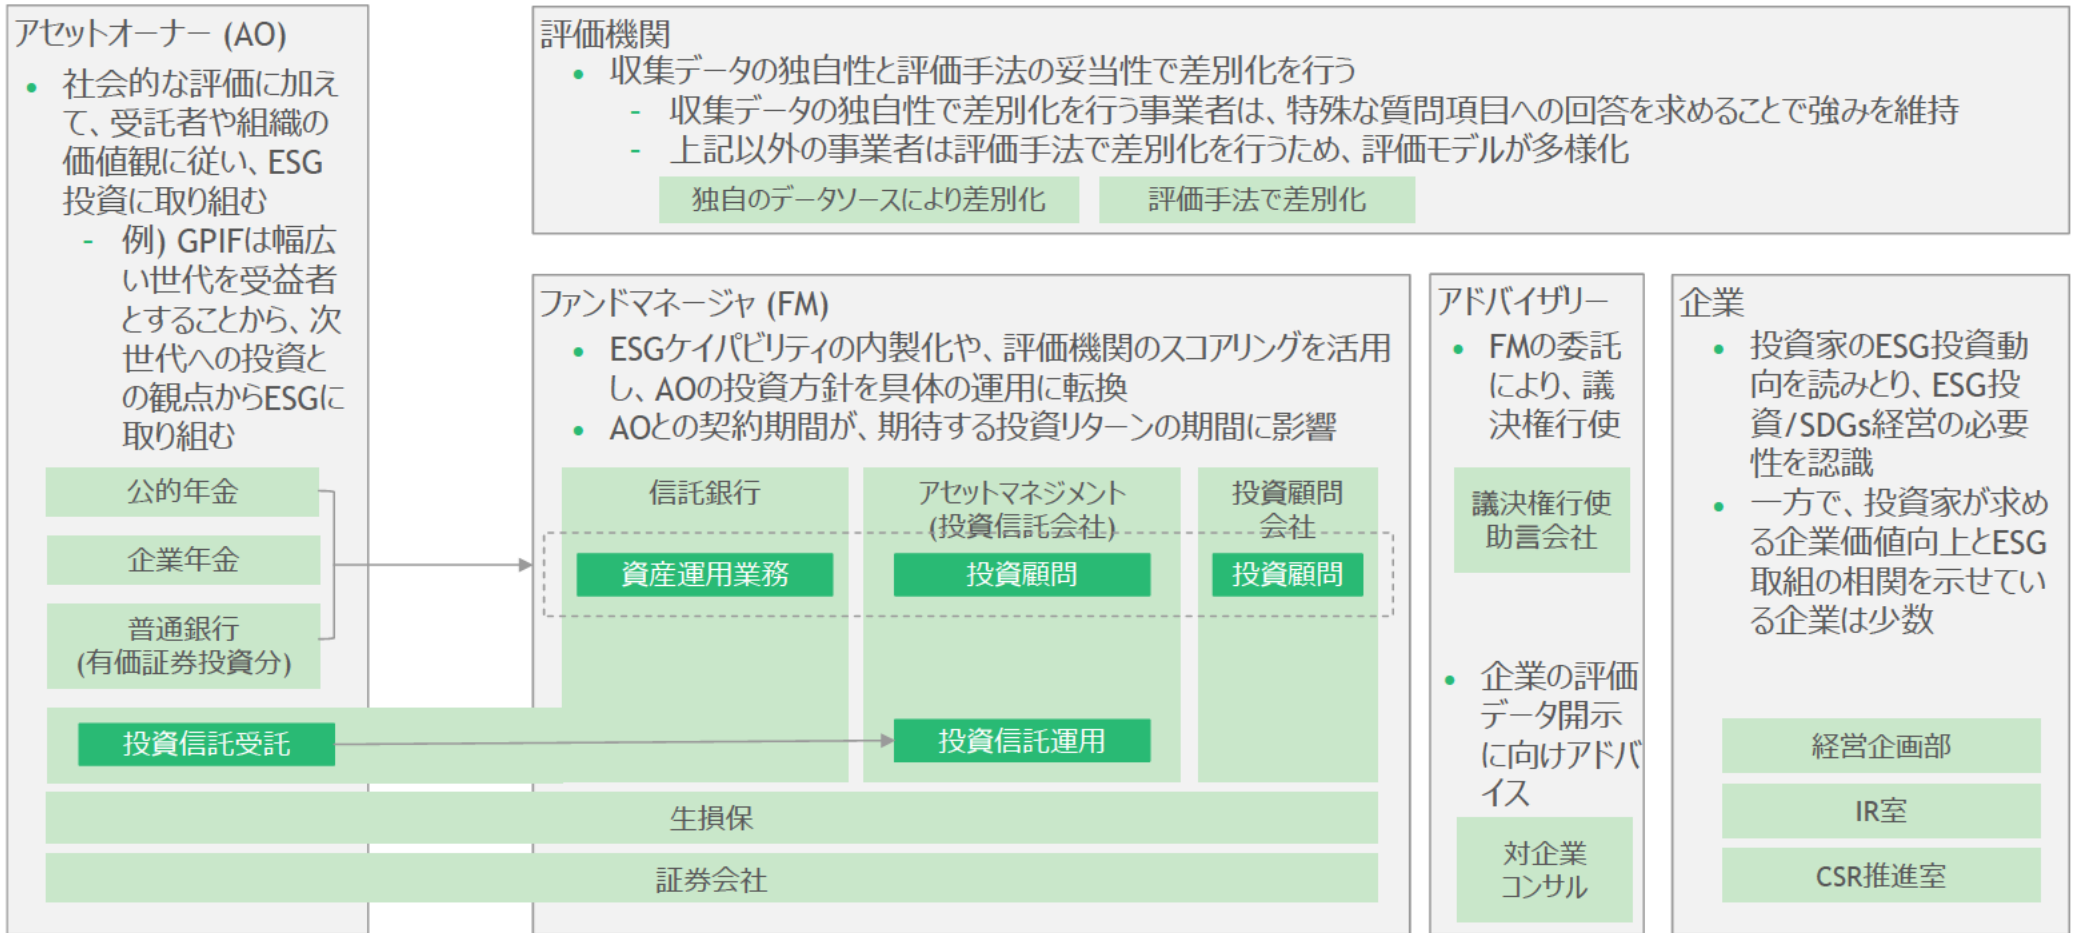 アセットオーナー (AO)
• 社会的な評価に加え
て、受託者や組織の
価値観に従い、ESG
投資に取り組む
- 例) GPIFは幅広
い世代を受益者
とすることから、次
世代への投資と
の観点からESGに
取り組む
公的年金
企業年金
普通銀行
(有価証券投資分)
投資信託受託
評価機関
• 収集データの独自性と評価手法の妥当性で差別化を行う
- 収集データの独自性で差別化を行う事業者は、特殊な質問項目への回答を求めることで強みを維持
- 上記以外の事業者は評価手法で差別化を行うため、評価モデルが多様化
独自のデータソースにより差別化
評価手法で差別化
ファンドマネージャ (FM)
• ESGケイパビリティの内製化や、評価機関のスコアリングを活用
し、AOの投資方針を具体の運用に転換
• AOとの契約期間が、期待する投資リターンの期間に影響
信託銀行
資産運用業務
アセットマネジメント
(投資信託会社)
投資顧問
投資信託運用
投資顧問
会社
投資顧問
生損保
証券会社
アドバイザリー
• FMの委託
により、議
決権行使
議決権行使
助言会社
• 企業の評価
データ開示
に向けアドバ
イス
対企業
コンサル
企業
• 投資家のESG投資動
向を読みとり、ESG投
資/SDGs経営の必要
性を認識
• 一方で、投資家が求め
る企業価値向上とESG
取組の相関を示せてい
る企業は少数
経営企画部
IR室
CSR推進室